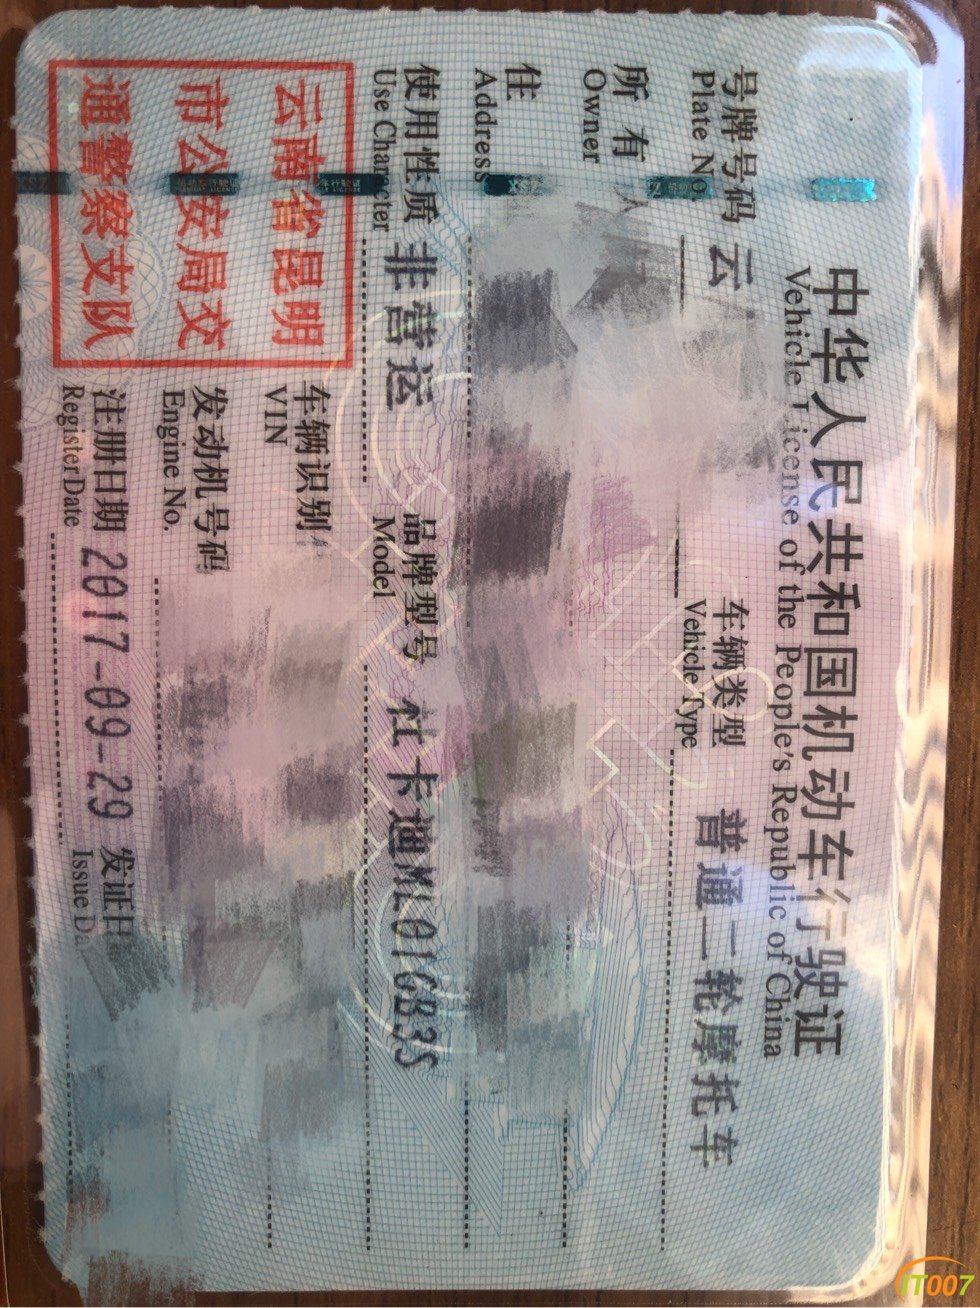 中华人民共和国机动车行驶证
Vehicle License of the People's Republic of China
号牌号码 云 车辆类型 普通二轮摩托车
Plate No. Vehicle Type
所有人
Owner
住
Address
使用性质 非营运 品牌型号 杜卡迪ML01GB3S
Use Character Model
云南省昆明
市公安局交
通警察支队
车辆识别
VIN
发动机号码
Engine No.
注册日期 2017-09-29 发证日
Register Date Issue Da
IT007